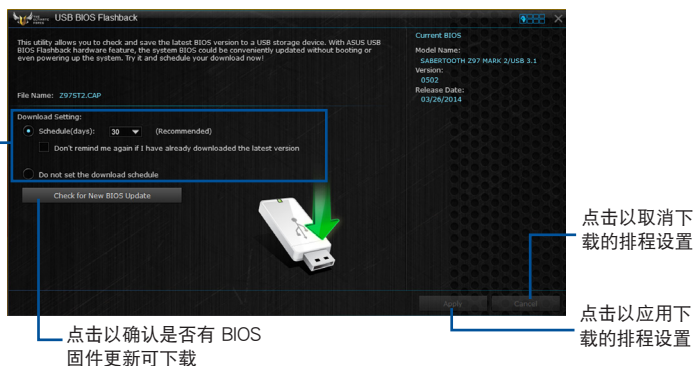 USB BIOS Flashback
This utility allows you to check and save the latest BIOS version to a USB storage device. With ASUS USB
BIOS Flashback hardware feature, the system BIOS could be conveniently updated without booting or
even powering up the system. Try it and schedule your download now!
File Name: Z97ST2.CAP
Download Setting:
Schedule(days): 30 (Recommended)
Don't remind me again if I have already downloaded the latest version
Do not set the download schedule
Check for New BIOS Update
Current BIOS
Model Name:
SABERTOOTH Z97 MARK 2/USB 3.1
Version:
0502
Release Date:
03/26/2014
Apply
Cancel
点击以取消下
载的排程设置
点击以应用下
载的排程设置
点击以确认是否有 BIOS
固件更新可下载